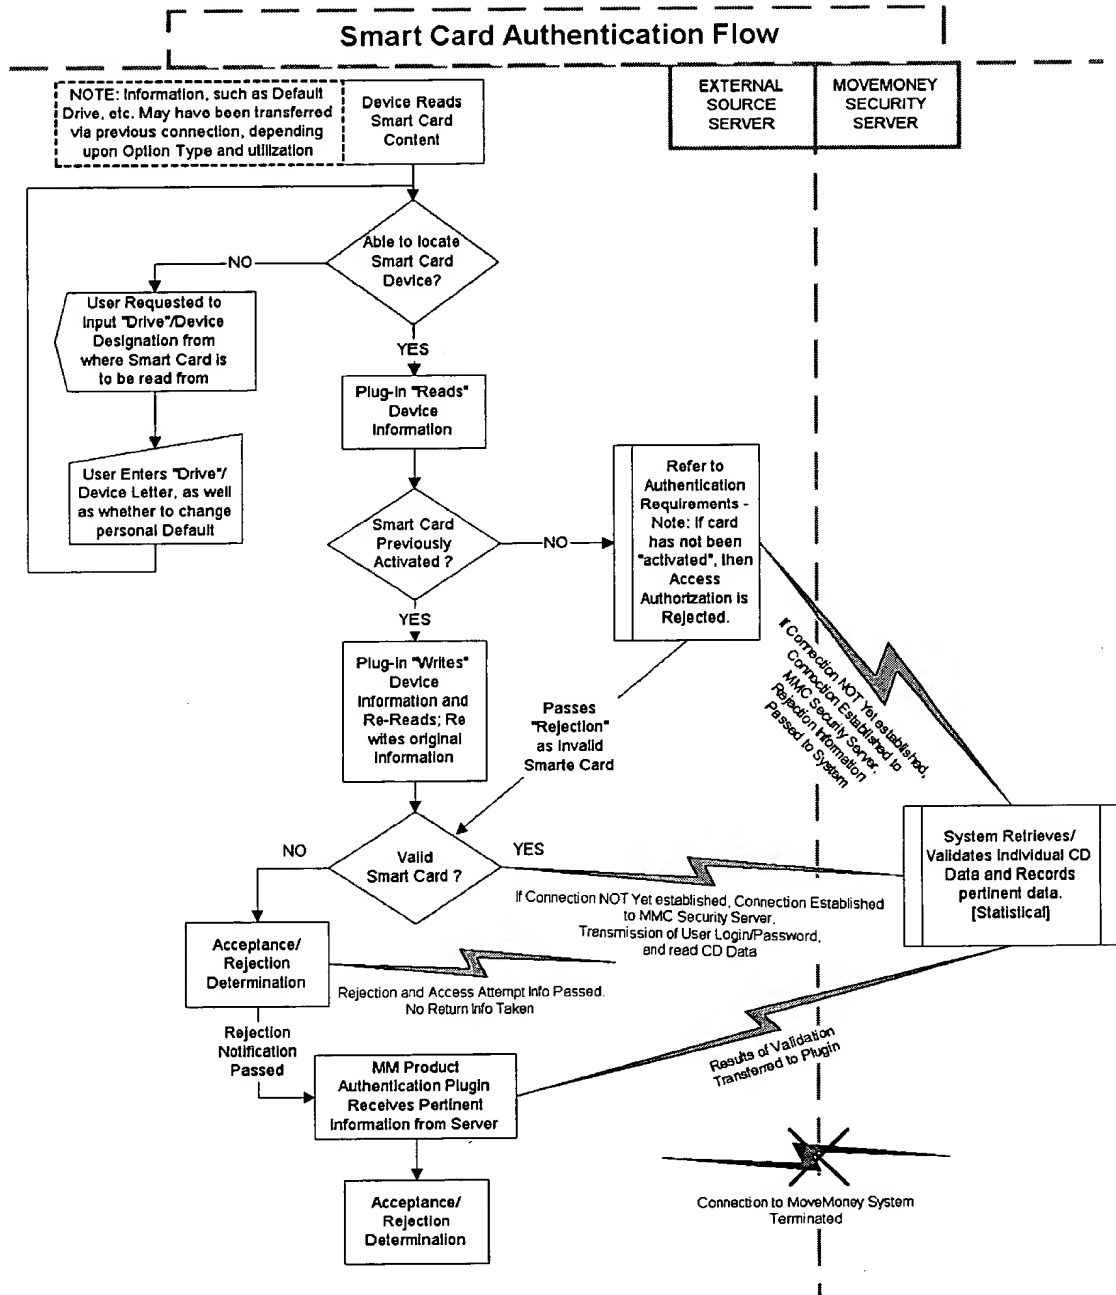 Smart Card Authentication Flow
NOTE: Information, such as Default
Drive, etc. May have been transferred
via previous connection, depending
upon Option Type and utilization
Device Reads
Smart Card
Content
EXTERNAL
SOURCE
SERVER
MOVEMONEY
SECURITY
SERVER
Able to locate
Smart Card
Device?
NO
User Requested to
Input "Drive"/Device
Designation from
where Smart Card is
to be read from
YES
Plug-In "Reads"
Device
Information
User Enters "Drive"/
Device Letter, as well
as whether to change
personal Default
Smart Card
Previously
Activated ?
NO
Refer to
Authentication
Requirements -
Note: If card
has not been
"activated", then
Access
Authorization is
Rejected.
YES
Plug-In "Writes"
Device
Information and
Re-Reads; Re
writes original
information
Passes
"Rejection"
as Invalid
Smarte Card
If Connection NOT Yet established,
Connection Established to
MMC Security Server.
Rejection Information
Passed to System
NO
Valid
Smart Card ?
YES
If Connection NOT Yet established, Connection Established
to MMC Security Server.
Transmission of User Login/Password,
and read CD Data
System Retrieves/
Validates Individual CD
Data and Records
pertinent data.
[Statistical]
Acceptance/
Rejection
Determination
Rejection and Access Attempt Info Passed.
No Return Info Taken
Rejection
Notification
Passed
Results of Validation
Transferred to Plugin
MM Product
Authentication Plugin
Receives Pertinent
Information from Server
Acceptance/
Rejection
Determination
Connection to MoveMoney System
Terminated